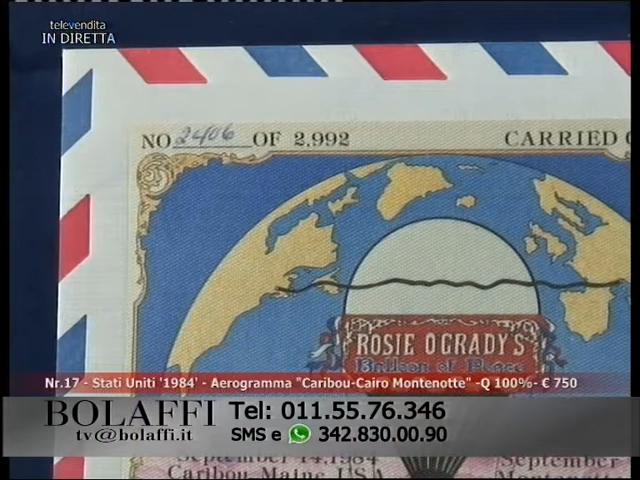 televendita
IN DIRETTA
NO 2406 OF 2,992
CARRIED
ROSIE O'GRADY'S
Balloon of Peace
Nr.17 - Stati Uniti '1984' - Aerogramma "Caribou-Cairo Montenotte" -Q 100%- € 750
BOLAFFI
tv@bolaffi.it
Tel: 011.55.76.346
SMS e 342.830.00.90
September 14, 1984
September
Caribou Maine USA